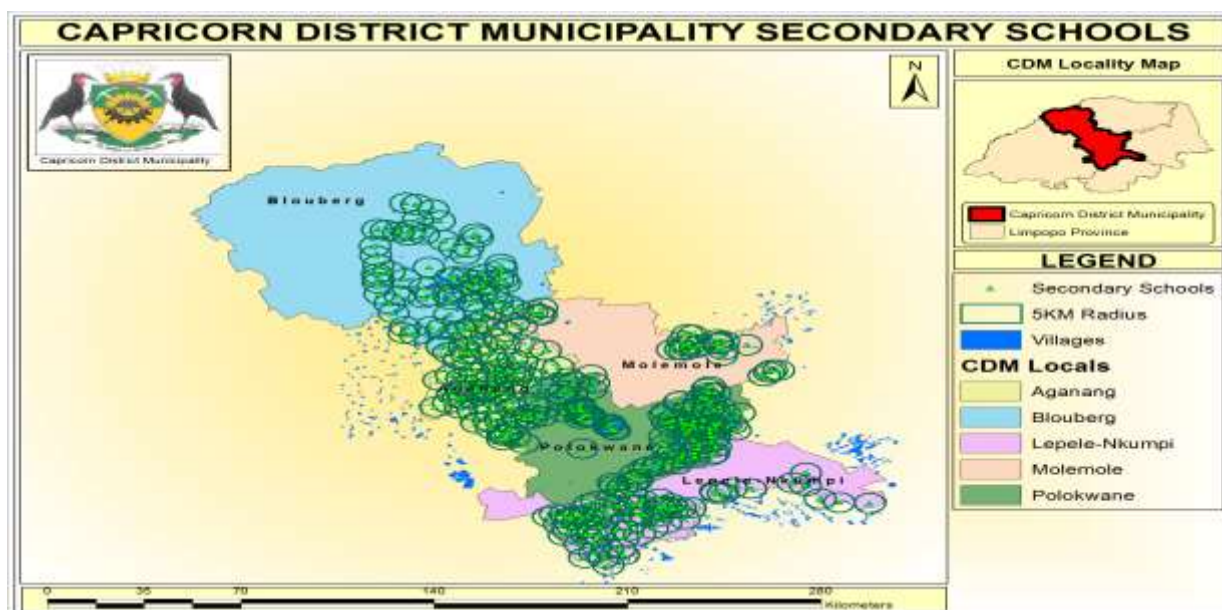 CAPRICORN DISTRICT MUNICIPALITY SECONDARY SCHOOLS
Capricorn District Municipality
N
CDM Locality Map
Capricorn District Municipality
Limpopo Province
LEGEND
Secondary Schools
5KM Radius
Villages
CDM Locals
Aganang
Blouberg
Lepele-Nkumpi
Molemole
Polokwane
Blouberg
Molemole
Polokwane
Lepele-Nkumpi
0 35 70 140 210 280
Kilometers